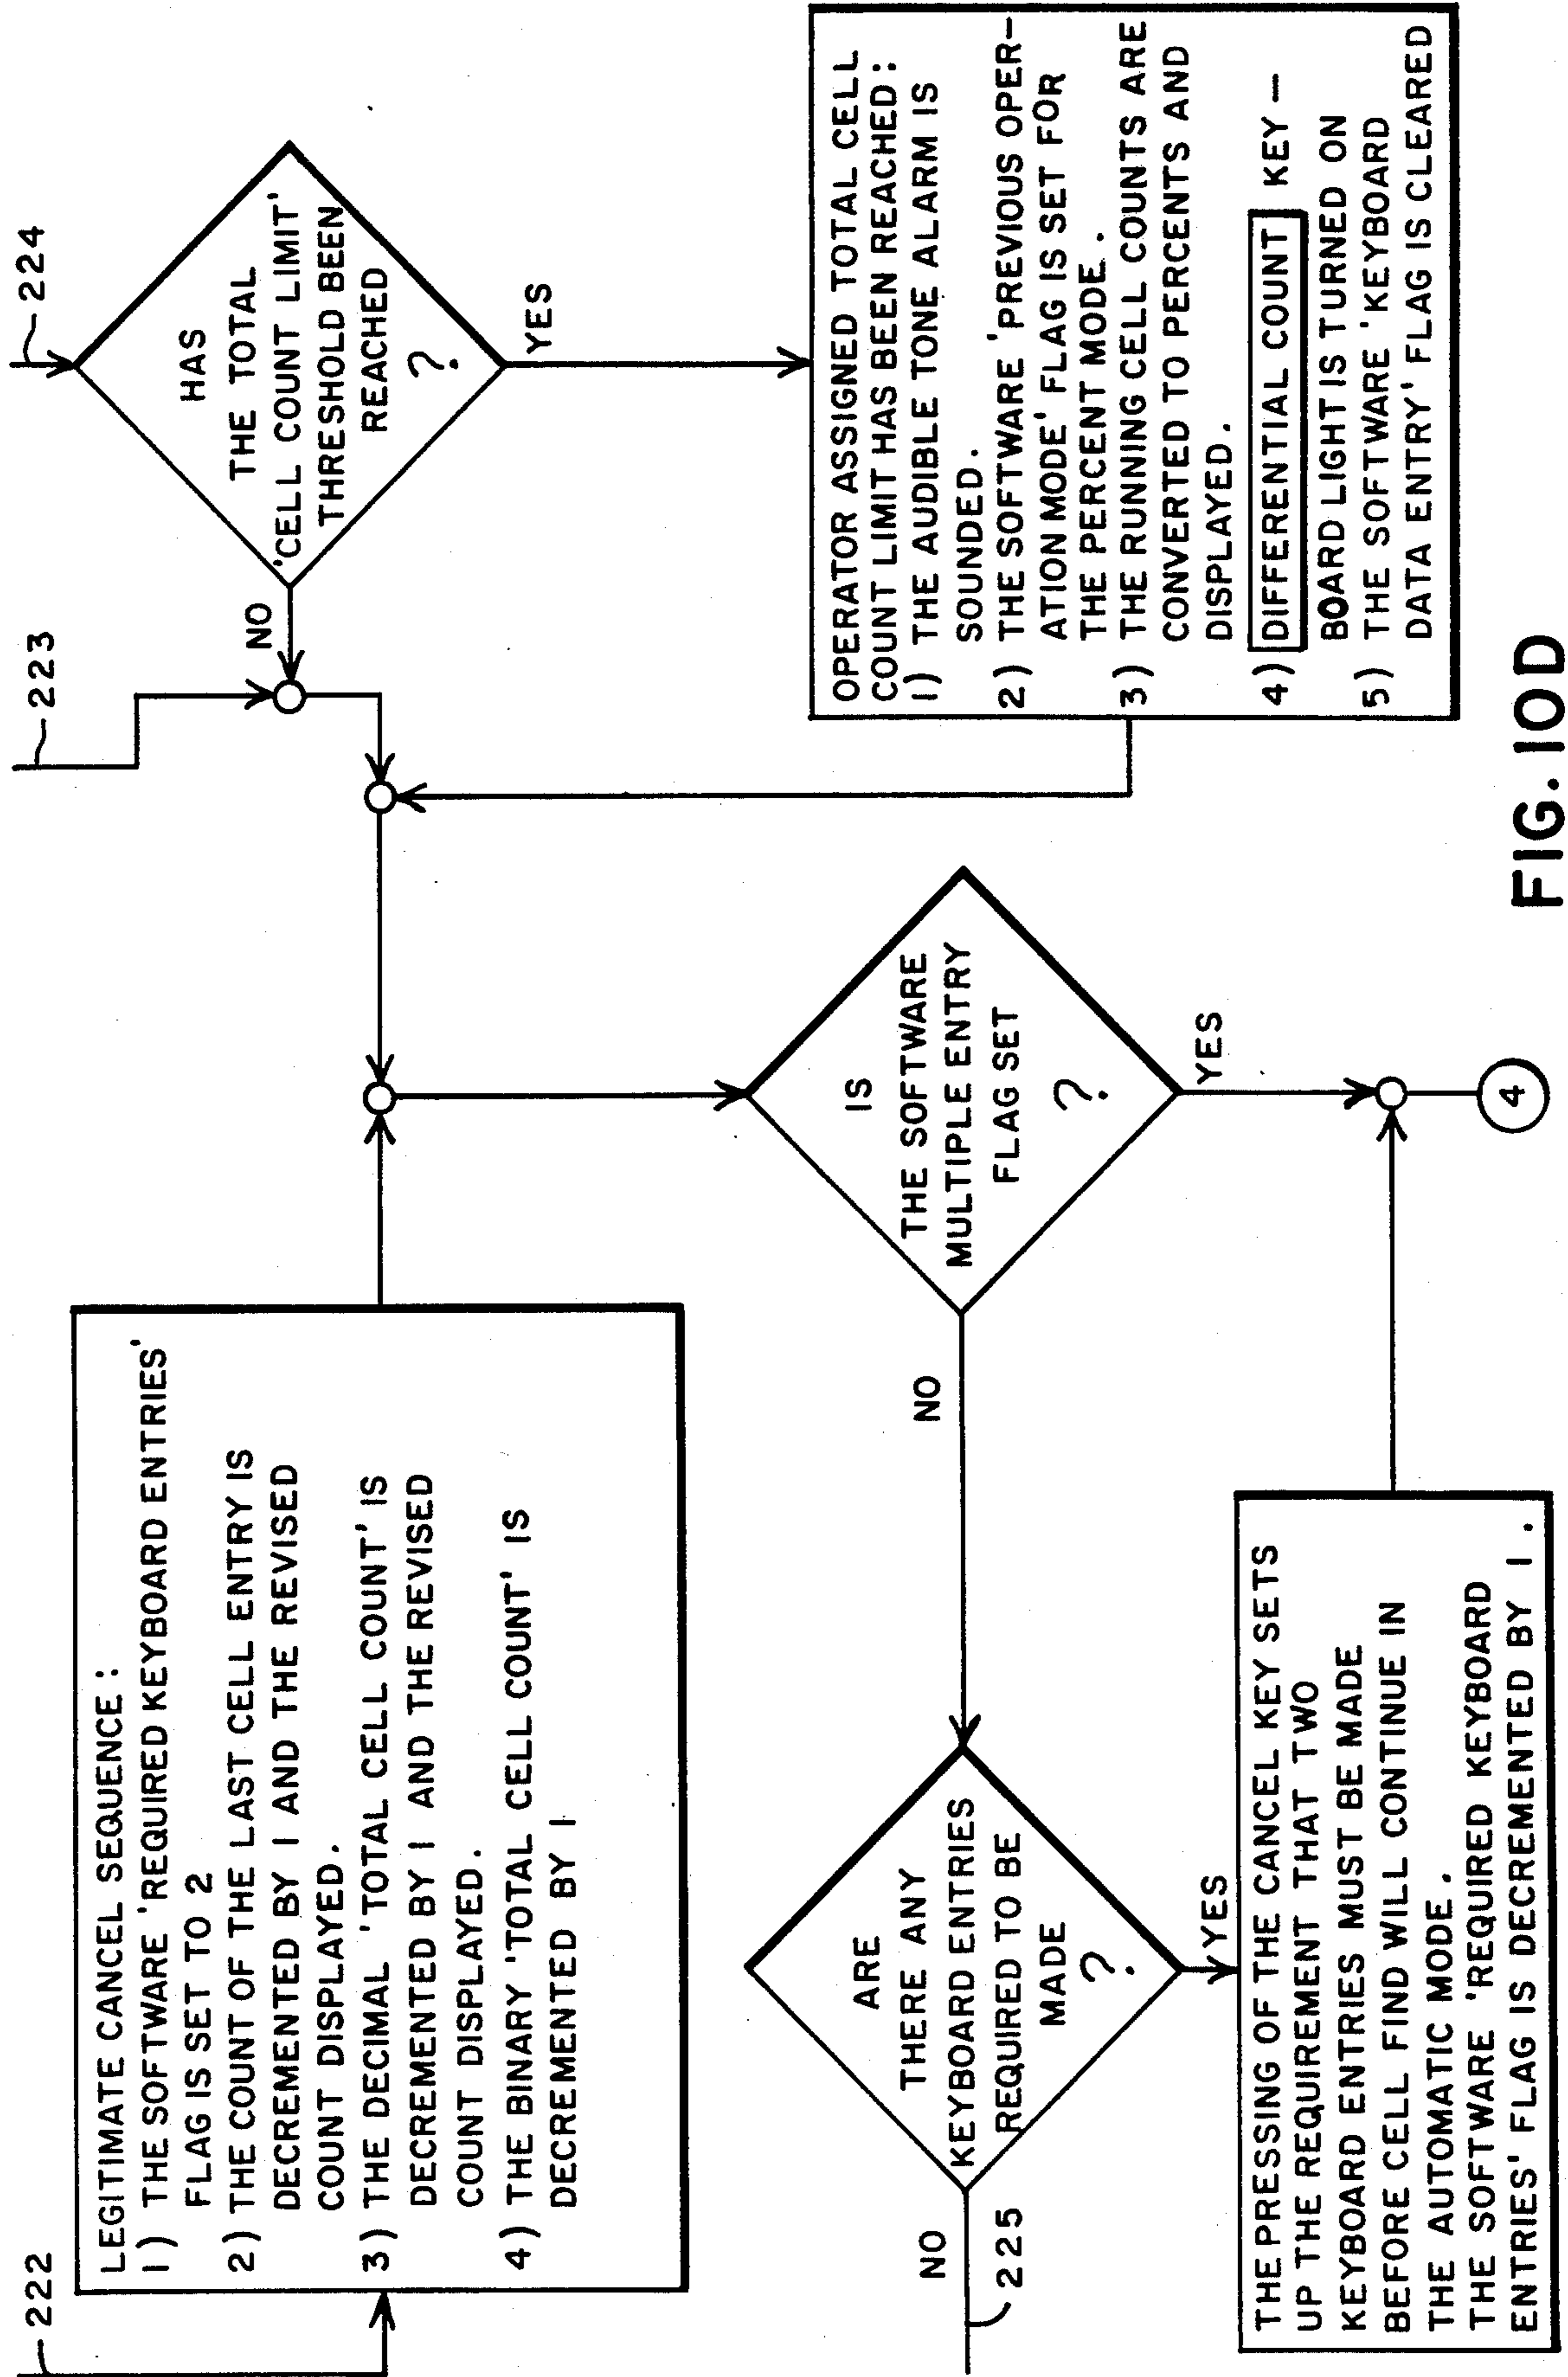 222
LEGITIMATE CANCEL SEQUENCE:
1) THE SOFTWARE 'REQUIRED KEYBOARD ENTRIES'
FLAG IS SET TO 2
2) THE COUNT OF THE LAST CELL ENTRY IS
DECREMENTED BY 1 AND THE REVISED
COUNT DISPLAYED.
3) THE DECIMAL 'TOTAL CELL COUNT' IS
DECREMENTED BY 1 AND THE REVISED
COUNT DISPLAYED.
4) THE BINARY 'TOTAL CELL COUNT' IS
DECREMENTED BY 1
223
224
HAS
THE TOTAL
'CELL COUNT LIMIT'
THRESHOLD BEEN
REACHED
?
NO
YES
OPERATOR ASSIGNED TOTAL CELL
COUNT LIMIT HAS BEEN REACHED:
1) THE AUDIBLE TONE ALARM IS
SOUNDED.
2) THE SOFTWARE 'PREVIOUS OPER-
ATION MODE' FLAG IS SET FOR
THE PERCENT MODE.
3) THE RUNNING CELL COUNTS ARE
CONVERTED TO PERCENTS AND
DISPLAYED.
4) DIFFERENTIAL COUNT KEY-
BOARD LIGHT IS TURNED ON
5) THE SOFTWARE 'KEYBOARD
DATA ENTRY' FLAG IS CLEARED
IS
THE SOFTWARE
MULTIPLE ENTRY
FLAG SET
?
NO
YES
4
ARE
THERE ANY
KEYBOARD ENTRIES
REQUIRED TO BE
MADE
?
NO
225
YES
THE PRESSING OF THE CANCEL KEY SETS
UP THE REQUIREMENT THAT TWO
KEYBOARD ENTRIES MUST BE MADE
BEFORE CELL FIND WILL CONTINUE IN
THE AUTOMATIC MODE.
THE SOFTWARE 'REQUIRED KEYBOARD
ENTRIES' FLAG IS DECREMENTED BY 1.
FIG. 10D